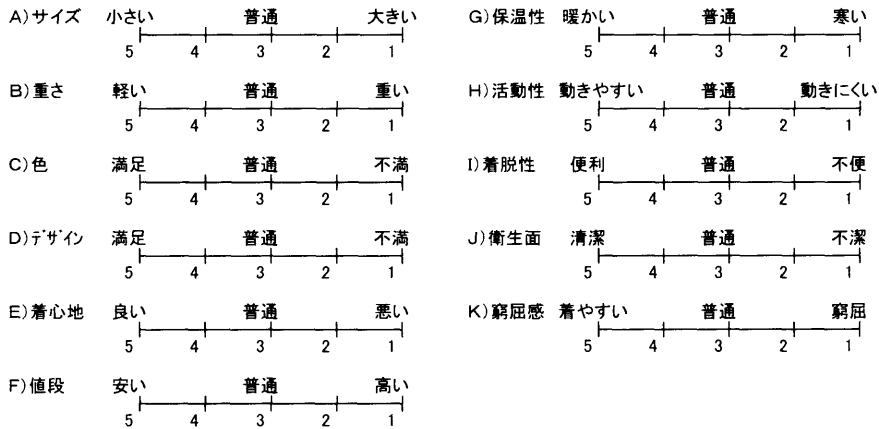 A)サイズ 小さい 普通 大きい
5 4 3 2 1
B)重さ 軽い 普通 重い
5 4 3 2 1
C)色 満足 普通 不満
5 4 3 2 1
D)デザイン 満足 普通 不満
5 4 3 2 1
E)着心地 良い 普通 悪い
5 4 3 2 1
F)値段 安い 普通 高い
5 4 3 2 1
G)保温性 暖かい 普通 寒い
5 4 3 2 1
H)活動性 動きやすい 普通 動きにくい
5 4 3 2 1
I)着脱性 便利 普通 不便
5 4 3 2 1
J)衛生面 清潔 普通 不潔
5 4 3 2 1
K)窮屈感 着やすい 普通 窮屈
5 4 3 2 1